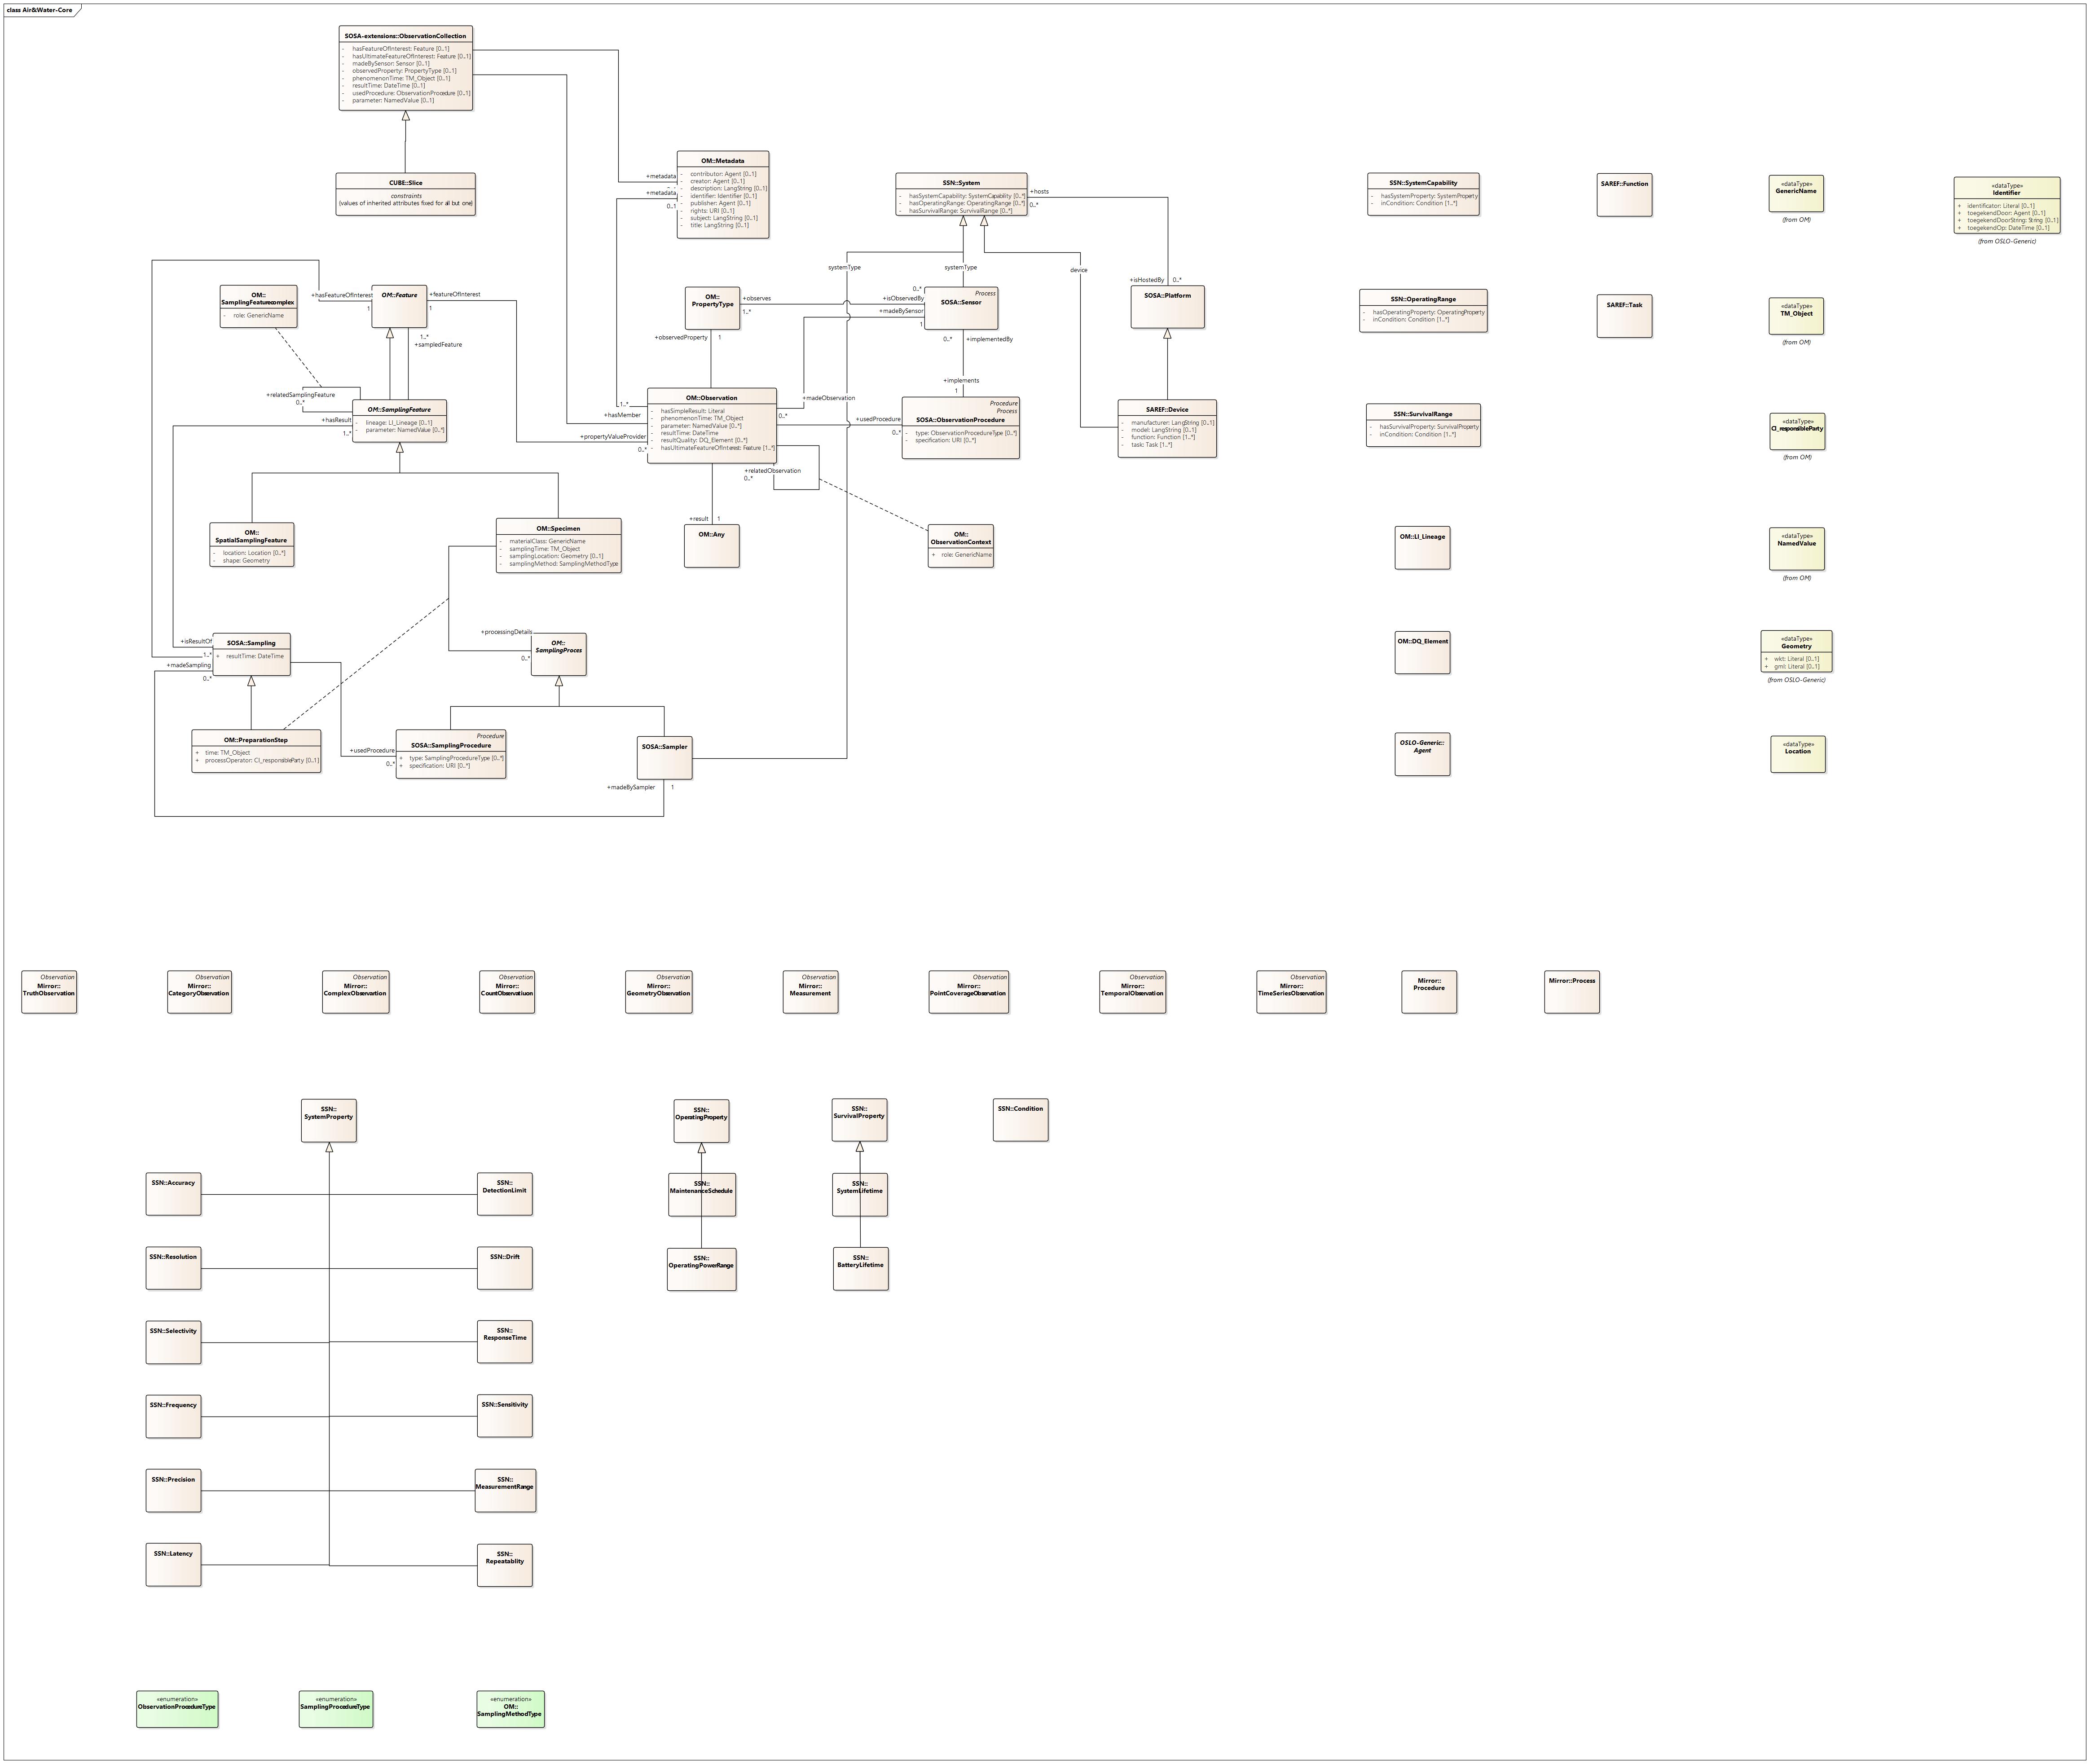 class Air&Water-Core
SOSA-extensions::ObservationCollection
- hasFeatureOfInterest: Feature [0..1]
- hasUltimateFeatureOfInterest: Feature [0..1]
- madeBySensor: Sensor [0..1]
- observedProperty: PropertyType [0..1]
- phenomenonTime: TM_Object [0..1]
- resultTime: DateTime [0..1]
- usedProcedure: ObservationProcedure [0..1]
- parameter: NamedValue [0..1]
CUBE::Slice
constraints
(values of inherited attributes fixed for all but one)
OM::Metadata
- contributor: Agent [0..1]
- creator: Agent [0..1]
- description: LangString [0..1]
- identifier: Identifier [0..1]
- publisher: Agent [0..1]
- rights: URI [0..1]
- subject: LangString [0..1]
- title: LangString [0..1]
+metadata
+metadata
0..1
SSN::System
- hasSystemCapability: SystemCapability [0..*]
- hasOperatingRange: OperatingRange [0..*]
- hasSurvivalRange: SurvivalRange [0..*]
+hosts
0..*
systemType
systemType
device
+isHostedBy
0..*
SSN::SystemCapability
- hasSystemProperty: SystemProperty
- inCondition: Condition [1..*]
SAREF::Function
«dataType»
GenericName
(from OM)
«dataType»
Identifier
+ identificator: Literal [0..1]
+ toegekendDoor: Agent [0..1]
+ toegekendDoorString: String [0..1]
+ toegekendOp: DateTime [0..1]
(from OSLO-Generic)
OM::
SamplingFeaturecomplex
- role: GenericName
+hasFeatureOfInterest
1
OM::Feature
+featureOfInterest
1
1..*
+sampledFeature
OM::
PropertyType
+observes
1..*
+isObservedBy
0..*
+madeBySensor
1
Process
SOSA::Sensor
SOSA::Platform
SSN::OperatingRange
- hasOperatingProperty: OperatingProperty
- inCondition: Condition [1..*]
SAREF::Task
«dataType»
TM_Object
(from OM)
+observedProperty
1
0..*
+implementedBy
+implements
1
+relatedSamplingFeature
0..*
OM::SamplingFeature
- lineage: LI_Lineage [0..1]
- parameter: NamedValue [0..*]
+hasResult
1..*
OM::Observation
- hasSimpleResult: Literal
- phenomenonTime: TM_Object
- parameter: NamedValue [0..*]
- resultTime: DateTime
- resultQuality: DQ_Element [0..*]
- hasUltimateFeatureOfInterest: Feature [1..*]
1..*
+hasMember
+propertyValueProvider
0..*
+madeObservation
0..*
+usedProcedure
0..*
Procedure
Process
SOSA::ObservationProcedure
- type: ObservationProcedureType [0..*]
- specification: URI [0..*]
SAREF::Device
- manufacturer: LangString [0..1]
- model: LangString [0..1]
- function: Function [1..*]
- task: Task [1..*]
SSN::SurvivalRange
- hasSurvivalProperty: SurvivalProperty
- inCondition: Condition [1..*]
«dataType»
CI_responsibleParty
(from OM)
+relatedObservation
0..*
+result
1
OM::Any
OM::
ObservationContext
+ role: GenericName
OM::
SpatialSamplingFeature
- location: Location [0..*]
- shape: Geometry
OM::Specimen
- materialClass: GenericName
- samplingTime: TM_Object
- samplingLocation: Geometry [0..1]
- samplingMethod: SamplingMethodType
OM::LI_Lineage
«dataType»
NamedValue
(from OM)
+isResultOf
1..*
+madeSampling
0..*
SOSA::Sampling
+ resultTime: DateTime
+processingDetails
0..*
OM::
SamplingProces
OM::DQ_Element
«dataType»
Geometry
+ wkt: Literal [0..1]
+ gml: Literal [0..1]
(from OSLO-Generic)
OM::PreparationStep
+ time: TM_Object
+ processOperator: CI_responsibleParty [0..1]
+usedProcedure
0..*
Procedure
SOSA::SamplingProcedure
+ type: SamplingProcedureType [0..*]
+ specification: URI [0..*]
SOSA::Sampler
+madeBySampler
1
OSLO-Generic::
Agent
«dataType»
Location
Observation
Mirror::
TruthObservation
Observation
Mirror::
CategoryObservation
Observation
Mirror::
ComplexObservartion
Observation
Mirror::
CountObservatiuon
Observation
Mirror::
GeometryObservation
Observation
Mirror::
Measurement
Observation
Mirror::
PointCoverageObservation
Observation
Mirror::
TemporalObservation
Observation
Mirror::
TimeSeriesObservation
Mirror::
Procedure
Mirror::Process
SSN::
SystemProperty
SSN::
OperatingProperty
SSN::
SurvivalProperty
SSN::Condition
SSN::Accuracy
SSN::
DetectionLimit
SSN::
MaintenanceSchedule
SSN::
SystemLifetime
SSN::Resolution
SSN::Drift
SSN::
OperatingPowerRange
SSN::
BatteryLifetime
SSN::Selectivity
SSN::
ResponseTime
SSN::Frequency
SSN::Sensitivity
SSN::Precision
SSN::
MeasurementRange
SSN::Latency
SSN::
Repeatablity
«enumeration»
ObservationProcedureType
«enumeration»
SamplingProcedureType
«enumeration»
OM::
SamplingMethodType